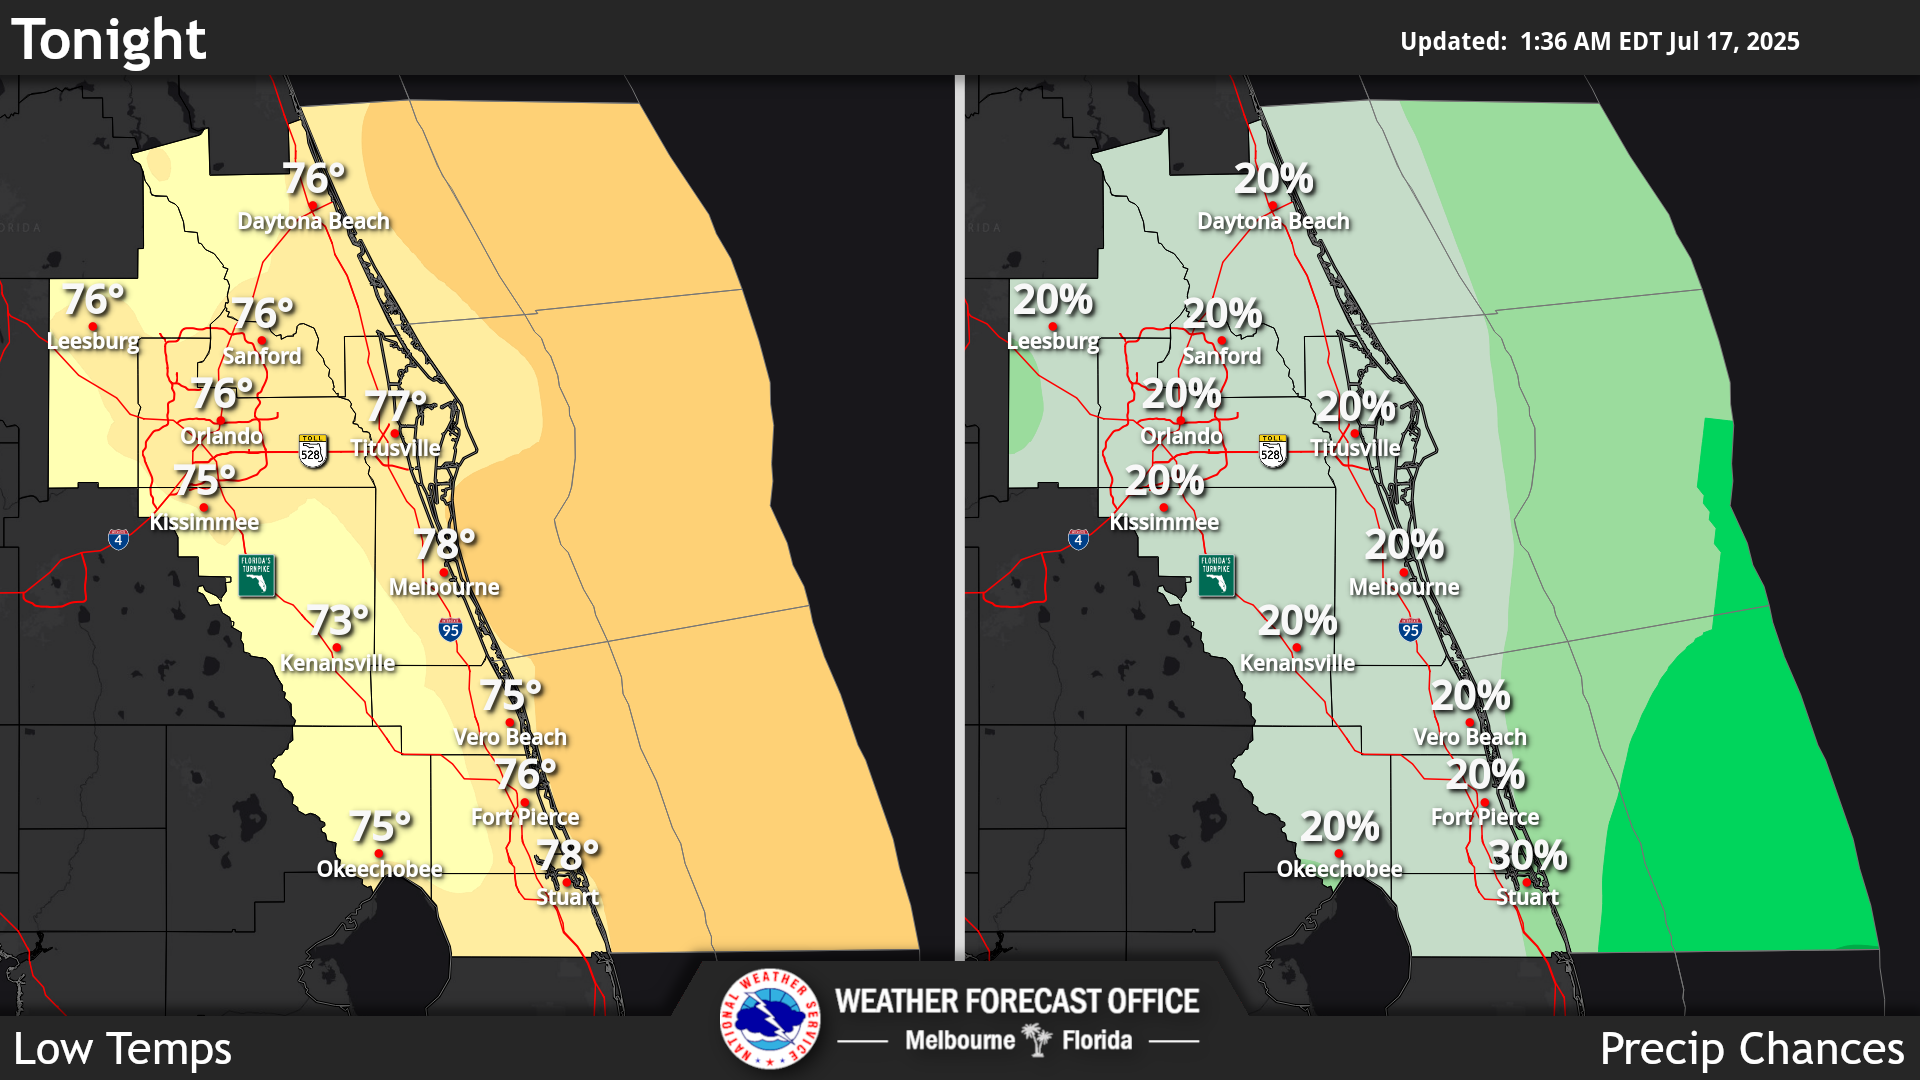 Tonight
Updated: 1:36 AM EDT Jul 17, 2025
76°
Daytona Beach
76°
Leesburg
76°
Sanford
76°
Orlando
77°
Titusville
TOLL
528
75°
Kissimmee
4
FLORIDA'S
TURNPIKE
78°
Melbourne
73°
Kenansville
95
75°
Vero Beach
76°
Fort Pierce
75°
Okeechobee
78°
Stuart
20%
Daytona Beach
20%
Leesburg
20%
Sanford
20%
Orlando
20%
Titusville
TOLL
528
20%
Kissimmee
4
FLORIDA'S
TURNPIKE
20%
Melbourne
20%
Kenansville
95
20%
Vero Beach
20%
Fort Pierce
20%
Okeechobee
30%
Stuart
Low Temps
NATIONAL WEATHER SERVICE
WEATHER FORECAST OFFICE
Melbourne Florida
Precip Chances